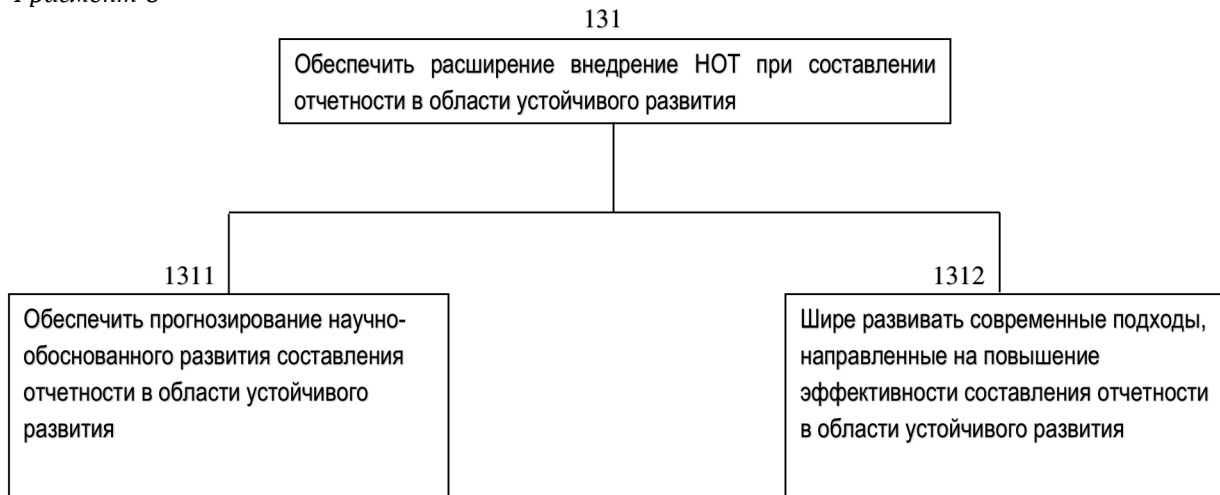 131
Обеспечить расширение внедрение НОТ при составлении
отчетности в области устойчивого развития
1311
1312
Обеспечить прогнозирование научно-
обоснованного развития составления
отчетности в области устойчивого
развития
Шире развивать современные подходы,
направленные на повышение
эффективности составления отчетности
в области устойчивого развития